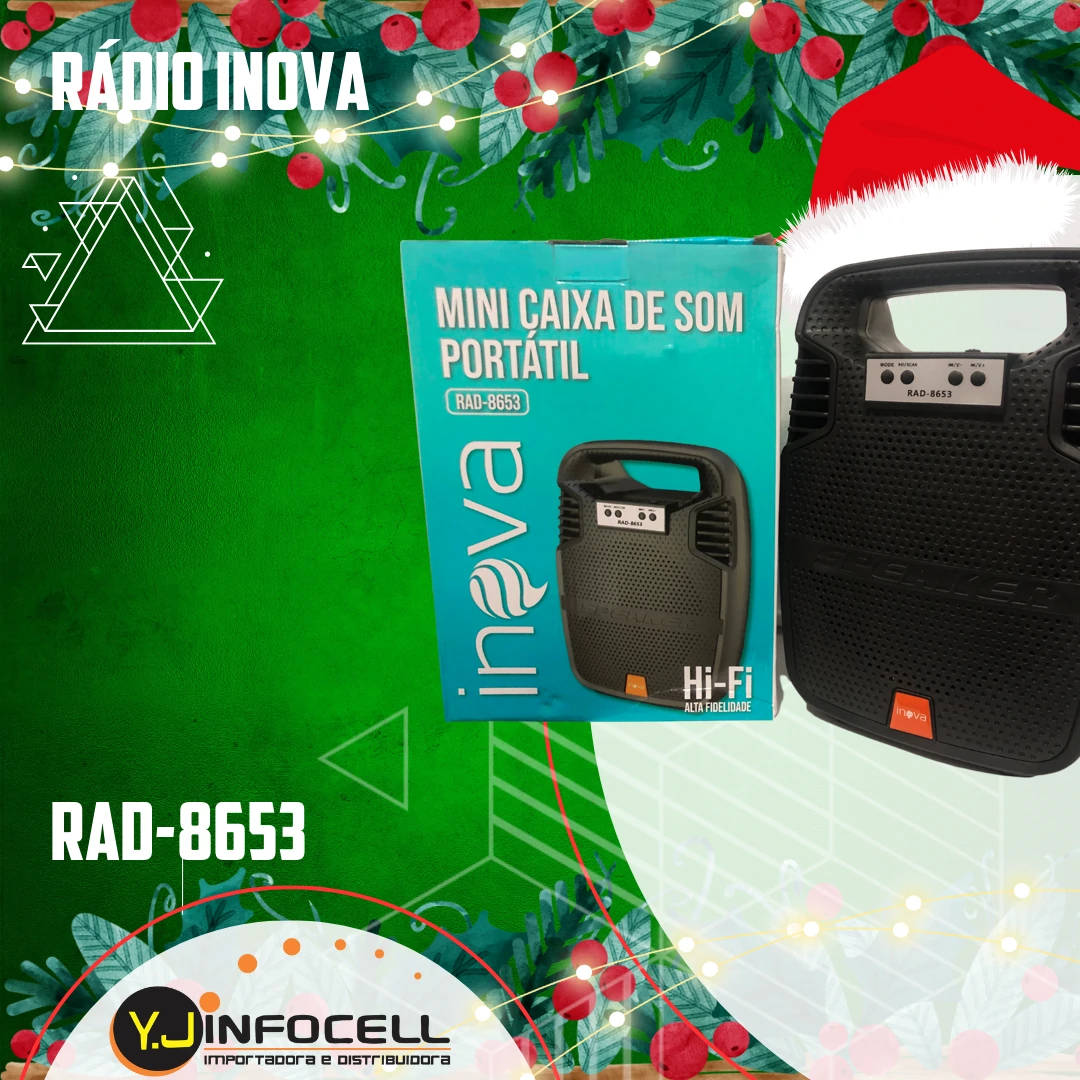 RÁDIO INOVA
MINI CAIXA DE SOM
PORTÁTIL
RAD-8653
inova
RAD-8653
Hi-Fi
ALTA FIDELIDADE
MODE
RAD-8653
inova
RAD-8653
Y.J INFOCELL
IMPORTADORA E DISTRIBUIDORA